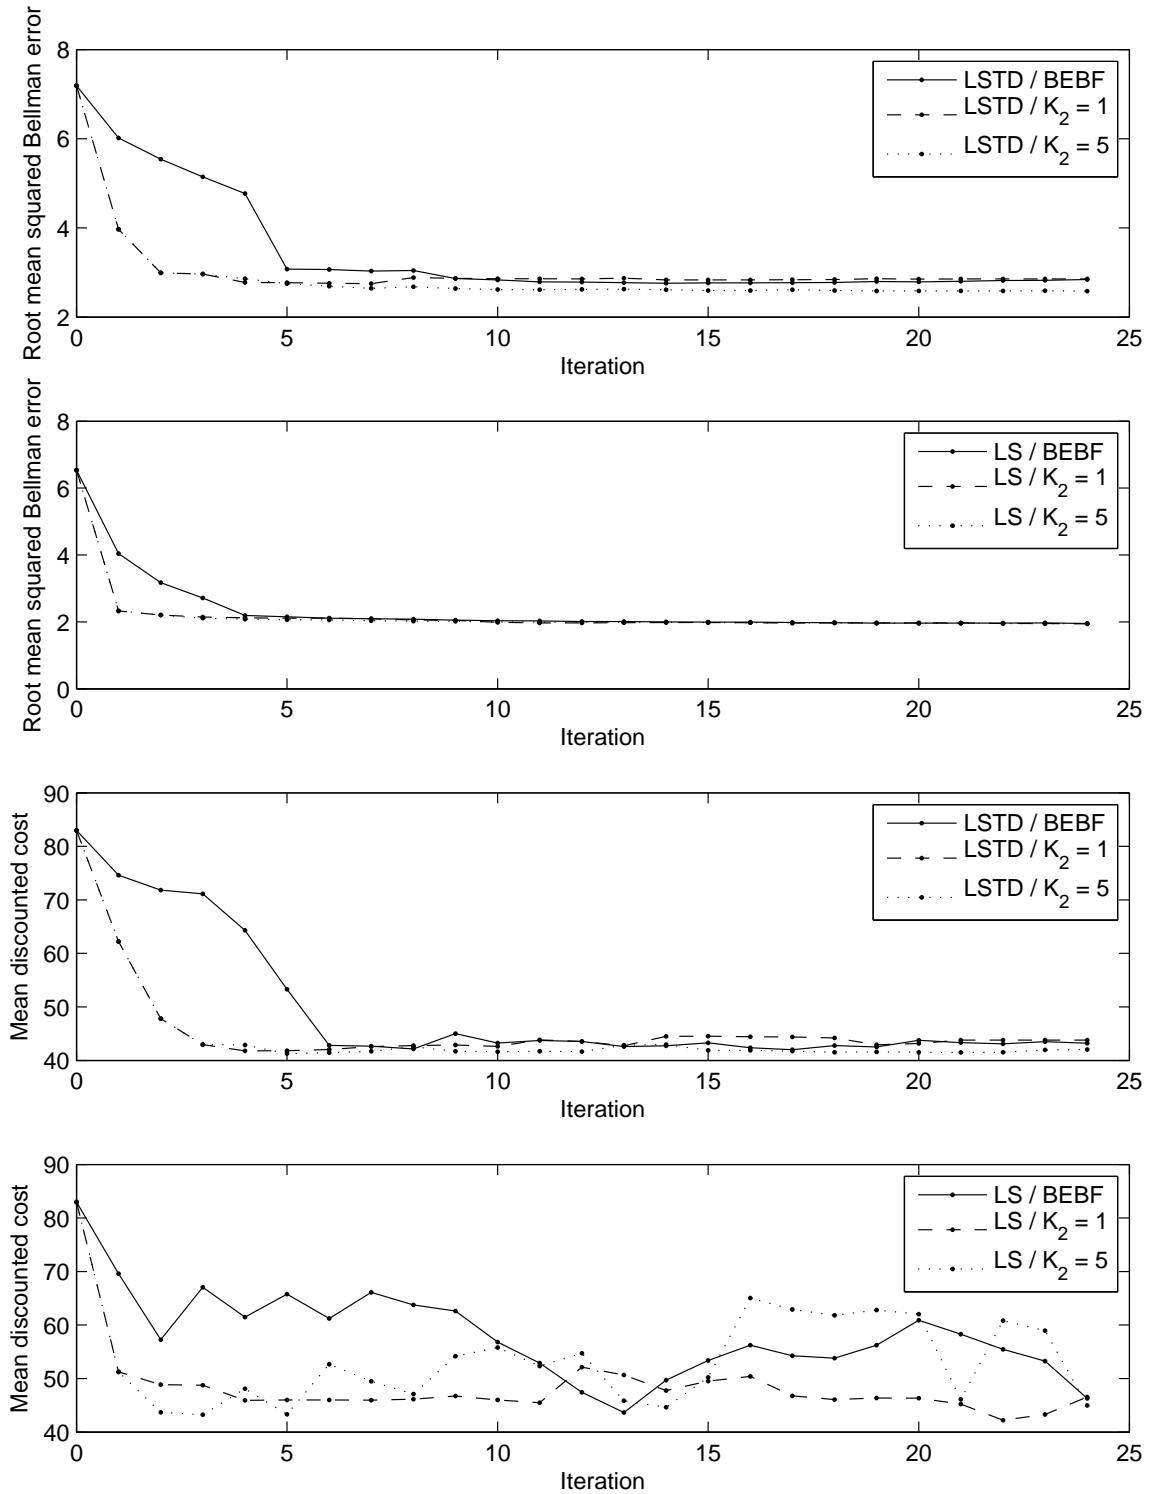 Root mean squared Bellman error
8
6
4
2
0
5
10
15
20
25
Iteration
LSTD / BEBF
LSTD / K2 = 1
LSTD / K2 = 5
Root mean squared Bellman error
8
6
4
2
0
0
5
10
15
20
25
Iteration
LS / BEBF
LS / K2 = 1
LS / K2 = 5
Mean discounted cost
90
80
70
60
50
40
0
5
10
15
20
25
Iteration
LSTD / BEBF
LSTD / K2 = 1
LSTD / K2 = 5
Mean discounted cost
90
80
70
60
50
40
0
5
10
15
20
25
Iteration
LS / BEBF
LS / K2 = 1
LS / K2 = 5